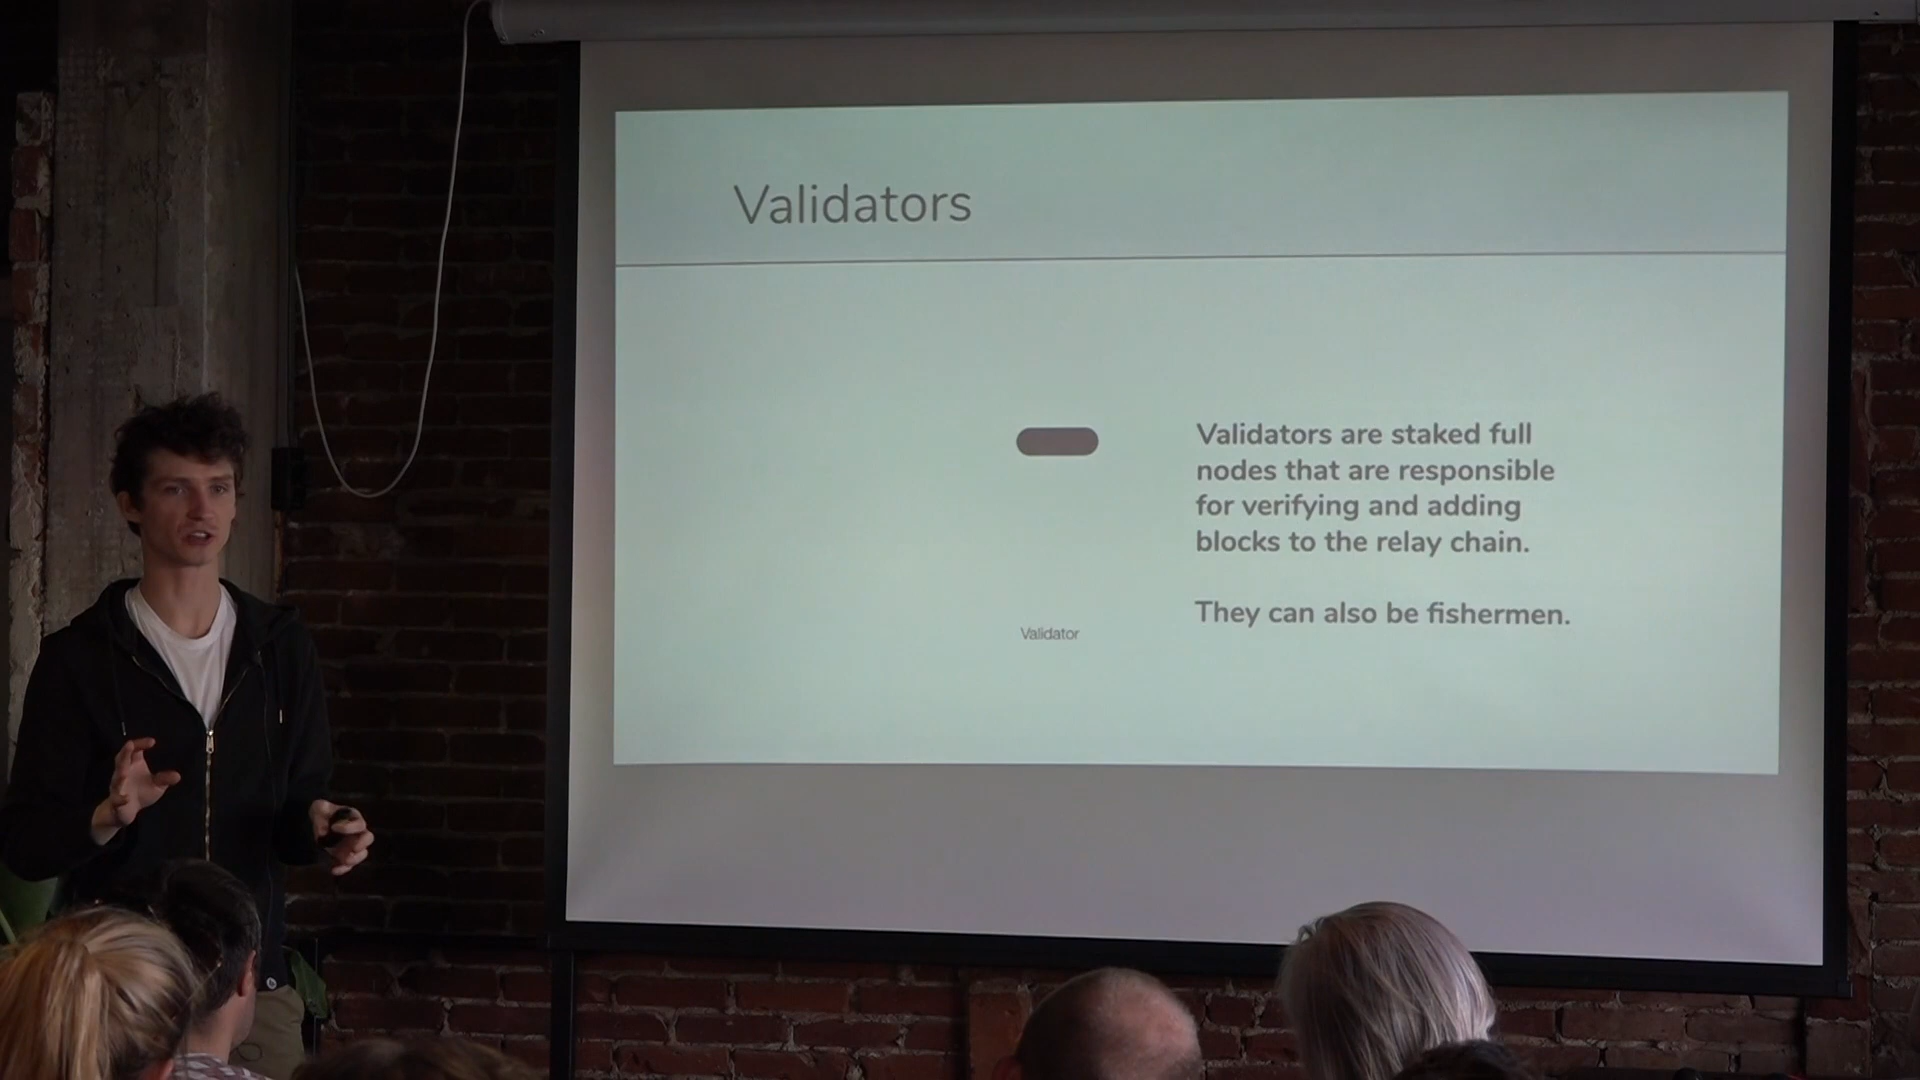 Validators
Validators are staked full
nodes that are responsible
for verifying and adding
blocks to the relay chain.
They can also be fishermen.
Validator